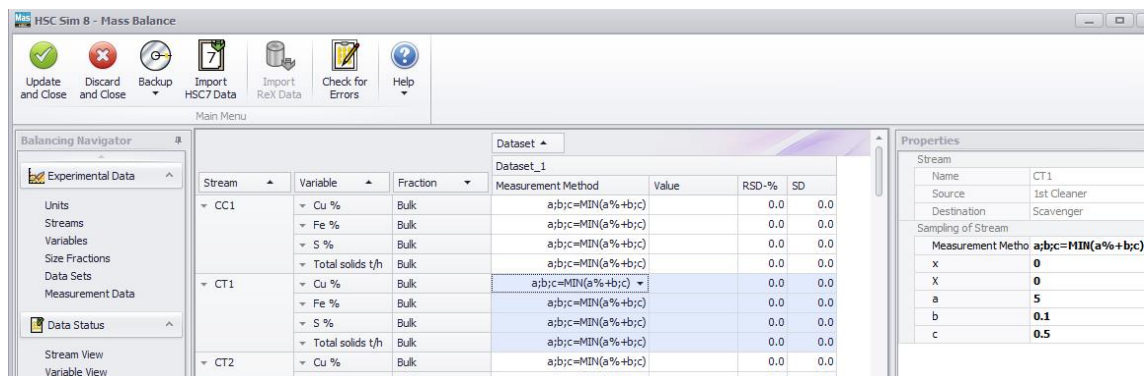 Mas HSC Sim 8 - Mass Balance
Update and Close Discard and Close Backup Import HSC7 Data Import ReX Data Check for Errors Help
Main Menu
Balancing Navigator
Experimental Data
Units
Streams
Variables
Size Fractions
Data Sets
Measurement Data
Data Status
Stream View
Variable View
Dataset
Dataset_1
Stream Variable Fraction Measurement Method Value RSD-% SD
CC1 Cu % Bulk a;b;c=MIN(a%+b;c) 0.0 0.0
Fe % Bulk a;b;c=MIN(a%+b;c) 0.0 0.0
S % Bulk a;b;c=MIN(a%+b;c) 0.0 0.0
Total solids t/h Bulk a;b;c=MIN(a%+b;c) 0.0 0.0
CT1 Cu % Bulk a;b;c=MIN(a%+b;c) 0.0 0.0
Fe % Bulk a;b;c=MIN(a%+b;c) 0.0 0.0
S % Bulk a;b;c=MIN(a%+b;c) 0.0 0.0
Total solids t/h Bulk a;b;c=MIN(a%+b;c) 0.0 0.0
CT2 Cu % Bulk a;b;c=MIN(a%+b;c) 0.0 0.0
Properties
Stream
Name CT1
Source 1st Cleaner
Destination Scavenger
Sampling of Stream
Measurement Metho a;b;c=MIN(a%+b;c)
x 0
X 0
a 5
b 0.1
c 0.5